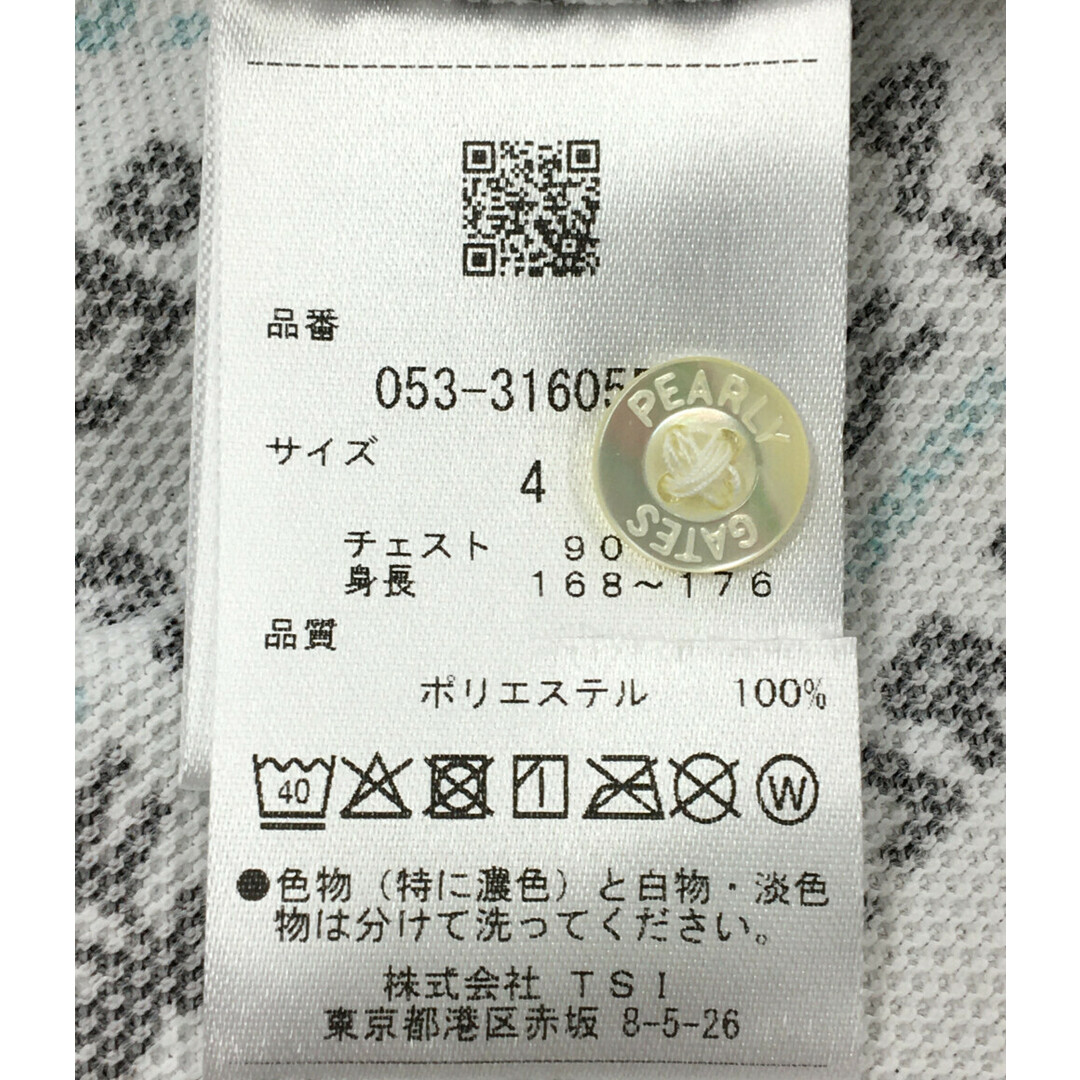 品番
053-316055
サイズ
4
PEARLY GATES
チェスト 90
身長 168～176
品質
ポリエステル 100%
40
W
●色物（特に濃色）と白物・淡色
物は分けて洗ってください。
株式会社 TSI
東京都港区赤坂 8-5-26